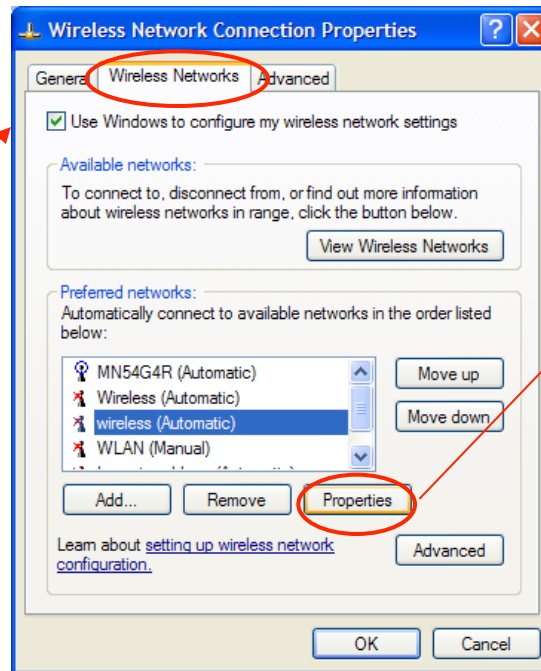 Wireless Network Connection Properties
General Wireless Networks Advanced
Use Windows to configure my wireless network settings
Available networks:
To connect to, disconnect from, or find out more information
about wireless networks in range, click the button below.
View Wireless Networks
Preferred networks:
Automatically connect to available networks in the order listed
below:
MN54G4R (Automatic)
Move up
Wireless (Automatic)
wireless (Automatic)
Move down
WLAN (Manual)
Add... Remove Properties
Learn about setting up wireless network
configuration.
Advanced
OK Cancel